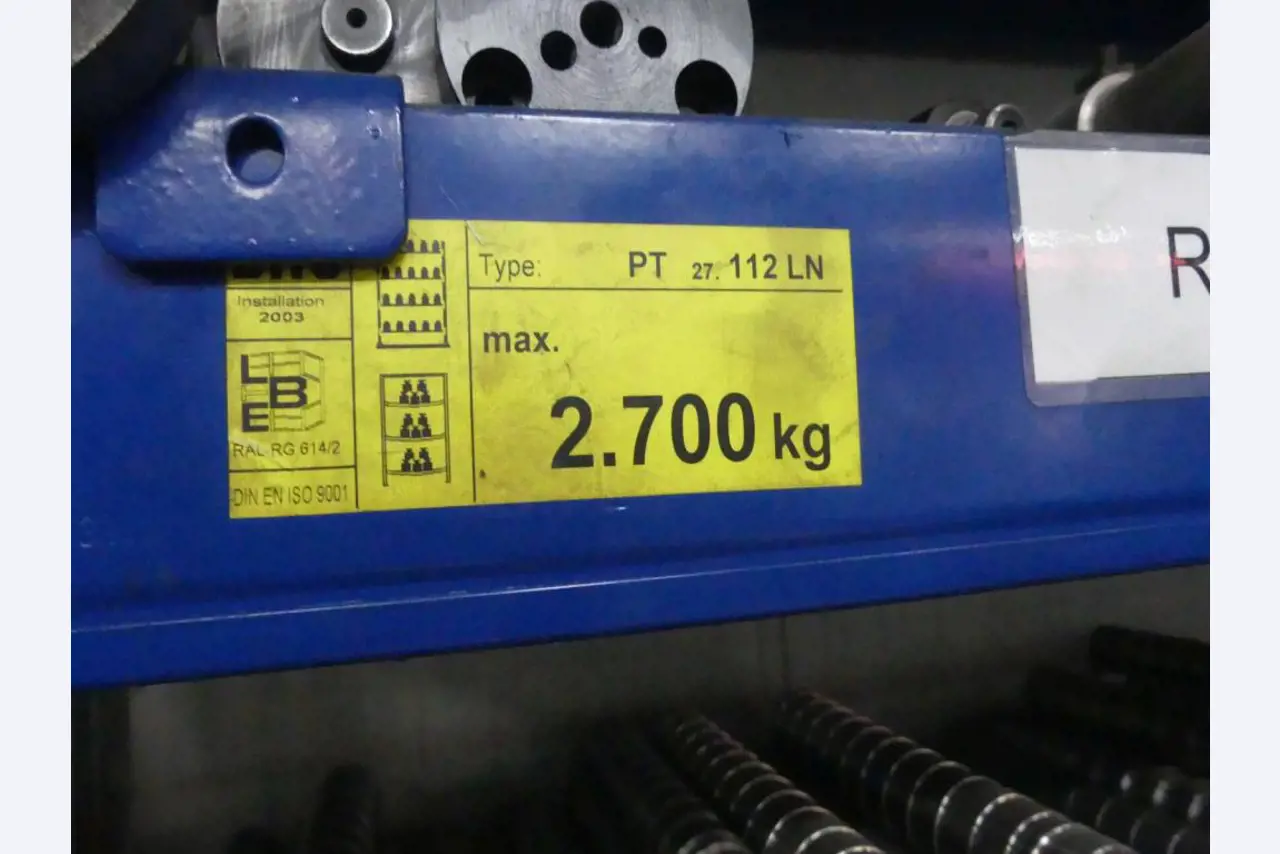 Type: PT 27. 112 LN
Installation
2003
max.
2.700 kg
LBE
RAL-RG 614/2
DIN EN ISO 9001
R